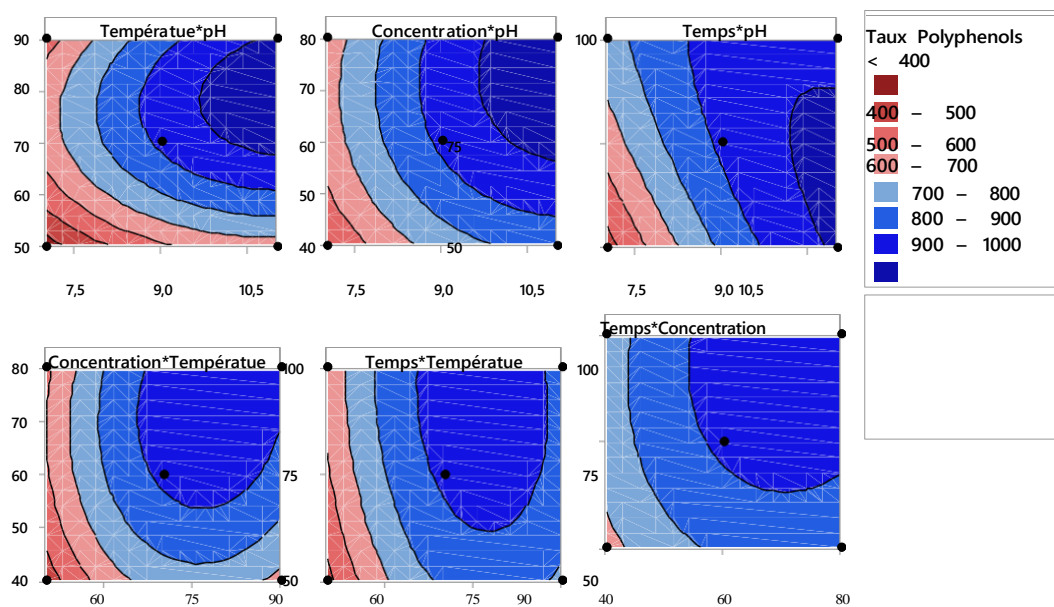 Températue*pH
90
80
70
60
50
7,5 9,0 10,5
Concentration*pH
80
70
60
50
40
75
50
7,5 9,0 10,5
Temps*pH
100
7,5 9,0 10,5
Taux Polyphenols
< 400
400 – 500
500 – 600
600 – 700
700 – 800
800 – 900
900 – 1000
Concentration*Températue
80
70
60
50
40
60 75 90
Temps*Températue
100
75
50
60 75 90
Temps*Concentration
100
75
50
40 60 80